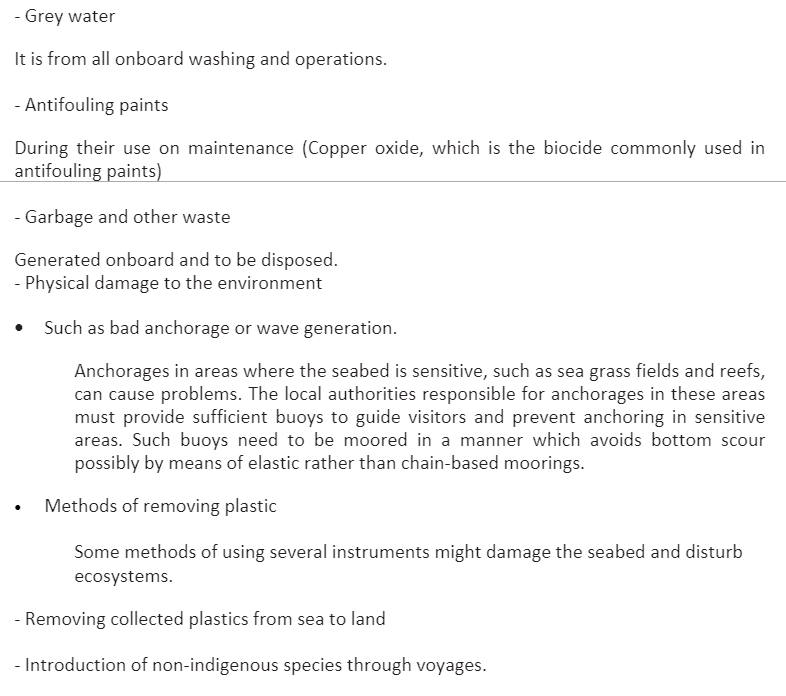 - Grey water
It is from all onboard washing and operations.
- Antifouling paints
During their use on maintenance (Copper oxide, which is the biocide commonly used in
antifouling paints)
- Garbage and other waste
Generated onboard and to be disposed.
- Physical damage to the environment
• Such as bad anchorage or wave generation.
Anchorages in areas where the seabed is sensitive, such as sea grass fields and reefs,
can cause problems. The local authorities responsible for anchorages in these areas
must provide sufficient buoys to guide visitors and prevent anchoring in sensitive
areas. Such buoys need to be moored in a manner which avoids bottom scour
possibly by means of elastic rather than chain-based moorings.
• Methods of removing plastic
Some methods of using several instruments might damage the seabed and disturb
ecosystems.
- Removing collected plastics from sea to land
- Introduction of non-indigenous species through voyages.